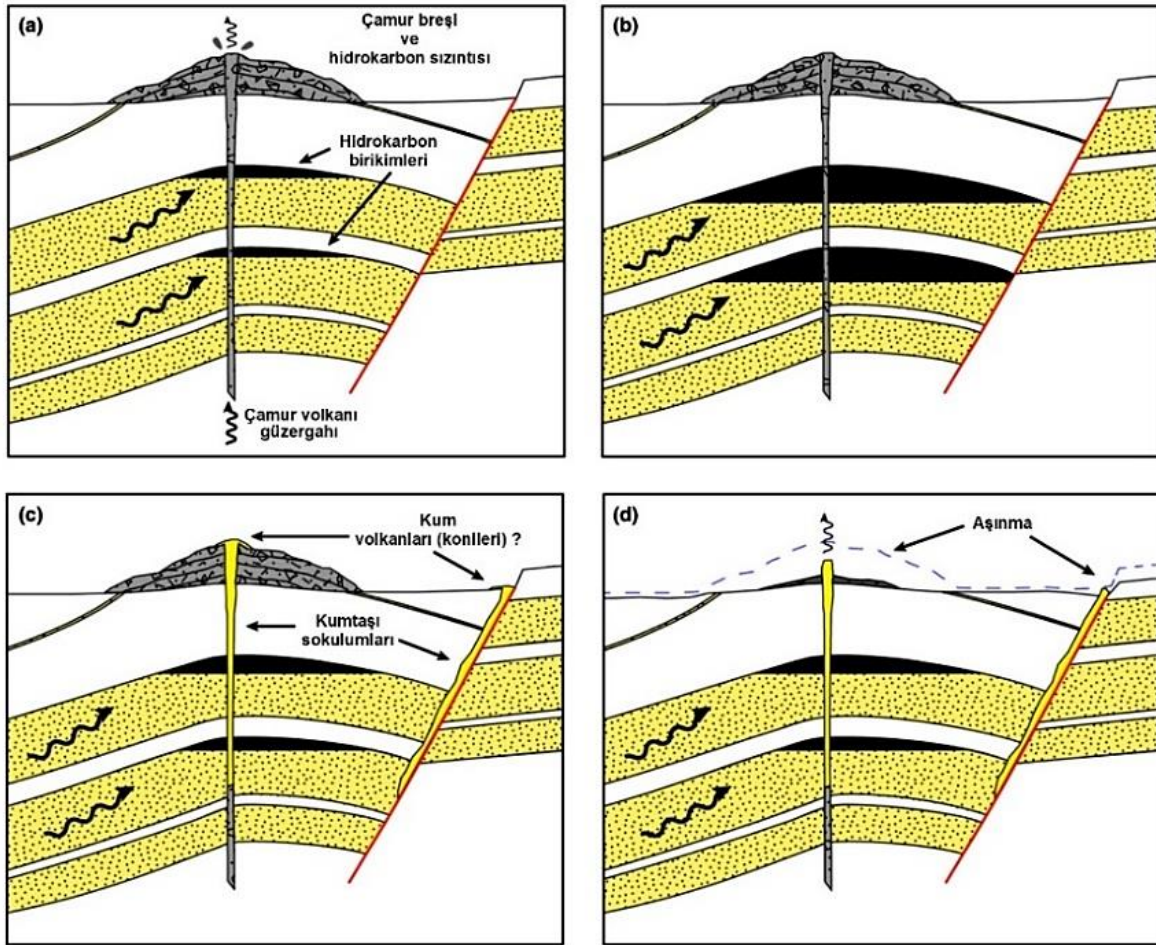 (a)
Çamur breşi
ve
hidrokarbon sızıntısı
Hidrokarbon
birikimleri
Çamur volkanı
güzergahı
(b)
(c)
Kum
volkanları (konileri) ?
Kumtaşı
sokulumları
(d)
Aşınma